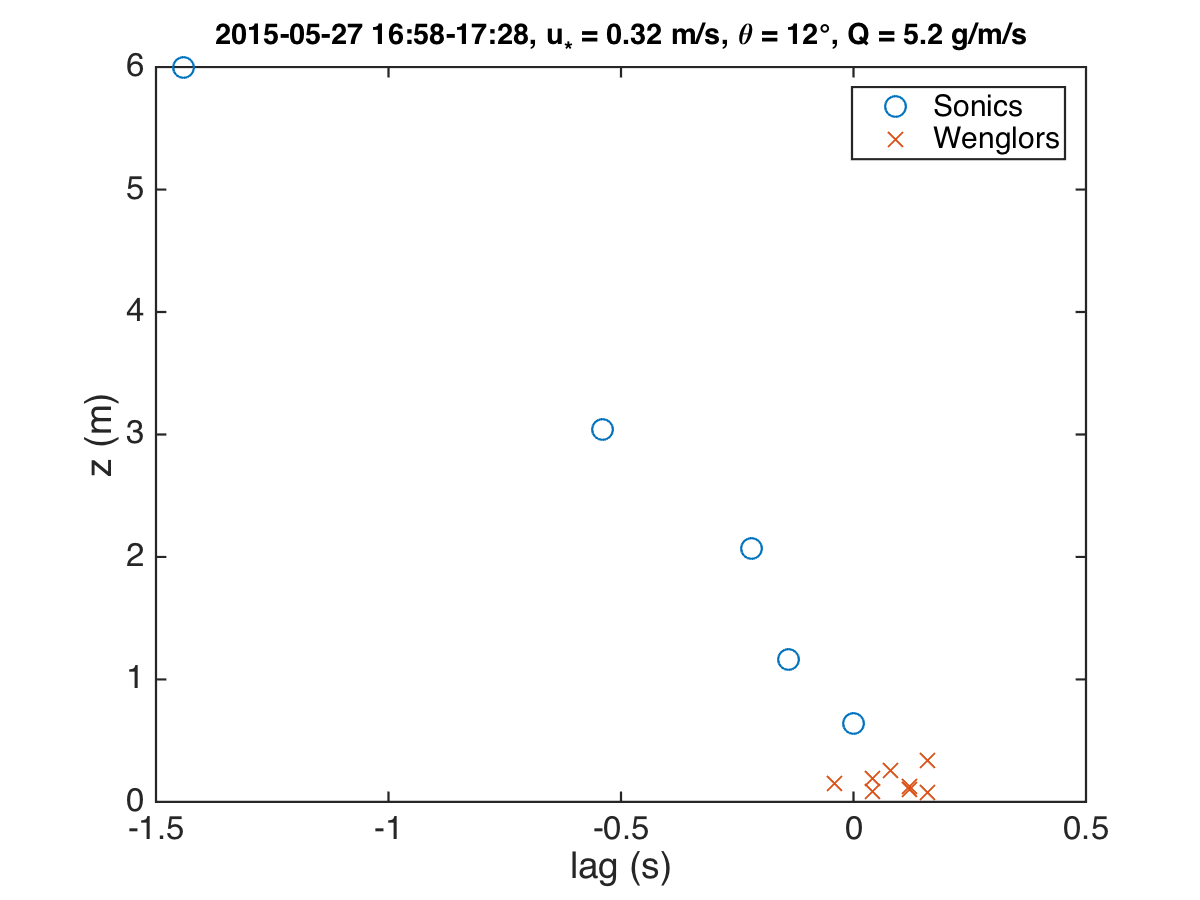 2015-05-27 16:58-17:28, u* = 0.32 m/s, θ = 12°, Q = 5.2 g/m/s
6
Sonics
Wenglors
5
4
3
z (m)
2
1
0
-1.5 -1 -0.5 0 0.5
lag (s)